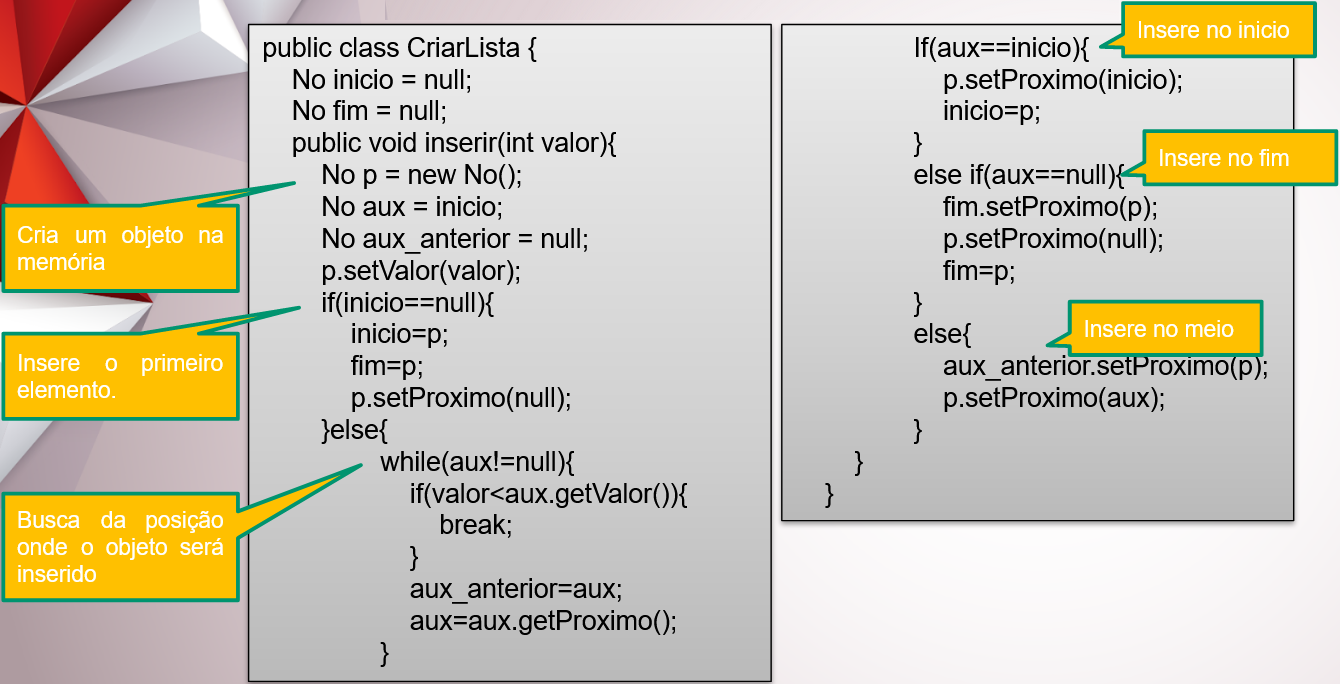 public class CriarLista {
No inicio = null;
No fim = null;
public void inserir(int valor){
No p = new No();
No aux = inicio;
No aux_anterior = null;
p.setValor(valor);
if(inicio==null){
inicio=p;
fim=p;
p.setProximo(null);
}else{
while(aux!=null){
if(valor<aux.getValor()){
break;
}
aux_anterior=aux;
aux=aux.getProximo();
}
Cria um objeto na
memória
Insere o primeiro
elemento.
Busca da posição
onde o objeto será
inserido
If(aux==inicio){
p.setProximo(inicio);
inicio=p;
}
else if(aux==null){
fim.setProximo(p);
p.setProximo(null);
fim=p;
}
else{
aux_anterior.setProximo(p);
p.setProximo(aux);
}
}
}
Insere no inicio
Insere no fim
Insere no meio